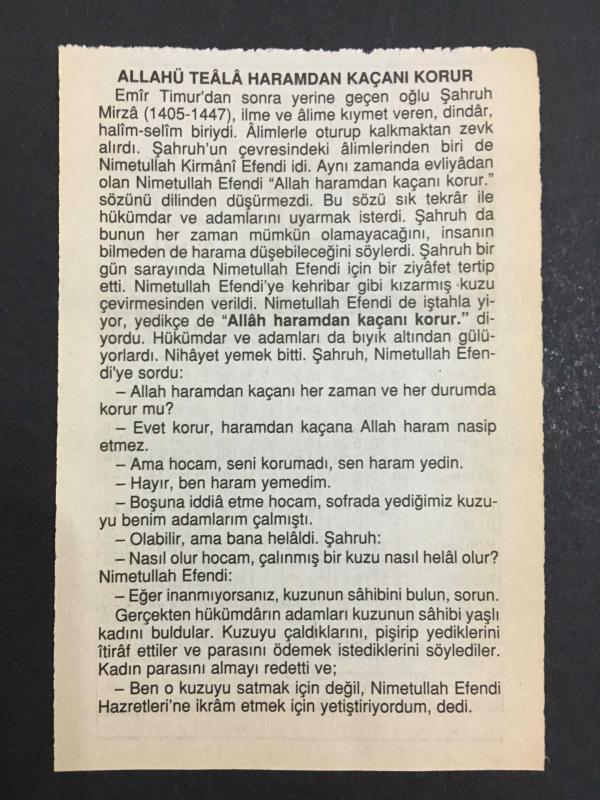 ALLAHÜ TEÂLÂ HARAMDAN KAÇANI KORUR
Emîr Timur'dan sonra yerine geçen oğlu Şahruh
Mirzâ (1405-1447), ilme ve âlime kıymet veren, dindâr,
halîm-selîm biriydi. Âlimlerle oturup kalkmaktan zevk
alırdı. Şahruh'un çevresindeki âlimlerinden biri de
Nimetullah Kirmânî Efendi idi. Aynı zamanda evliyâdan
olan Nimetullah Efendi "Allah haramdan kaçanı korur."
sözünü dilinden düşürmezdi. Bu sözü sık tekrâr ile
hükümdar ve adamlarını uyarmak isterdi. Şahruh da
bunun her zaman mümkün olamayacağını, insanın
bilmeden de harama düşebileceğini söylerdi. Şahruh bir
gün sarayında Nimetullah Efendi için bir ziyâfet tertip
etti. Nimetullah Efendi'ye kehribar gibi kızarmış kuzu
çevirmesinden verildi. Nimetullah Efendi de iştahla yi-
yor, yedikçe de "Allâh haramdan kaçanı korur." di-
yordu. Hükümdar ve adamları da bıyık altından gülü-
yorlardı. Nihâyet yemek bitti. Şahruh, Nimetullah Efen-
di'ye sordu:
– Allah haramdan kaçanı her zaman ve her durumda
korur mu?
– Evet korur, haramdan kaçana Allah haram nasip
etmez.
– Ama hocam, seni korumadı, sen haram yedin.
– Hayır, ben haram yemedim.
– Boşuna iddiâ etme hocam, sofrada yediğimiz kuzu-
yu benim adamlarım çalmıştı.
– Olabilir, ama bana helâldi. Şahruh:
– Nasıl olur hocam, çalınmış bir kuzu nasıl helâl olur?
Nimetullah Efendi:
– Eğer inanmıyorsanız, kuzunun sâhibini bulun, sorun.
Gerçekten hükümdârın adamları kuzunun sâhibi yaşlı
kadını buldular. Kuzuyu çaldıklarını, pişirip yediklerini
îtirâf ettiler ve parasını ödemek istediklerini söylediler.
Kadın parasını almayı redetti ve;
– Ben o kuzuyu satmak için değil, Nimetullah Efendi
Hazretleri'ne ikrâm etmek için yetiştiriyordum, dedi.